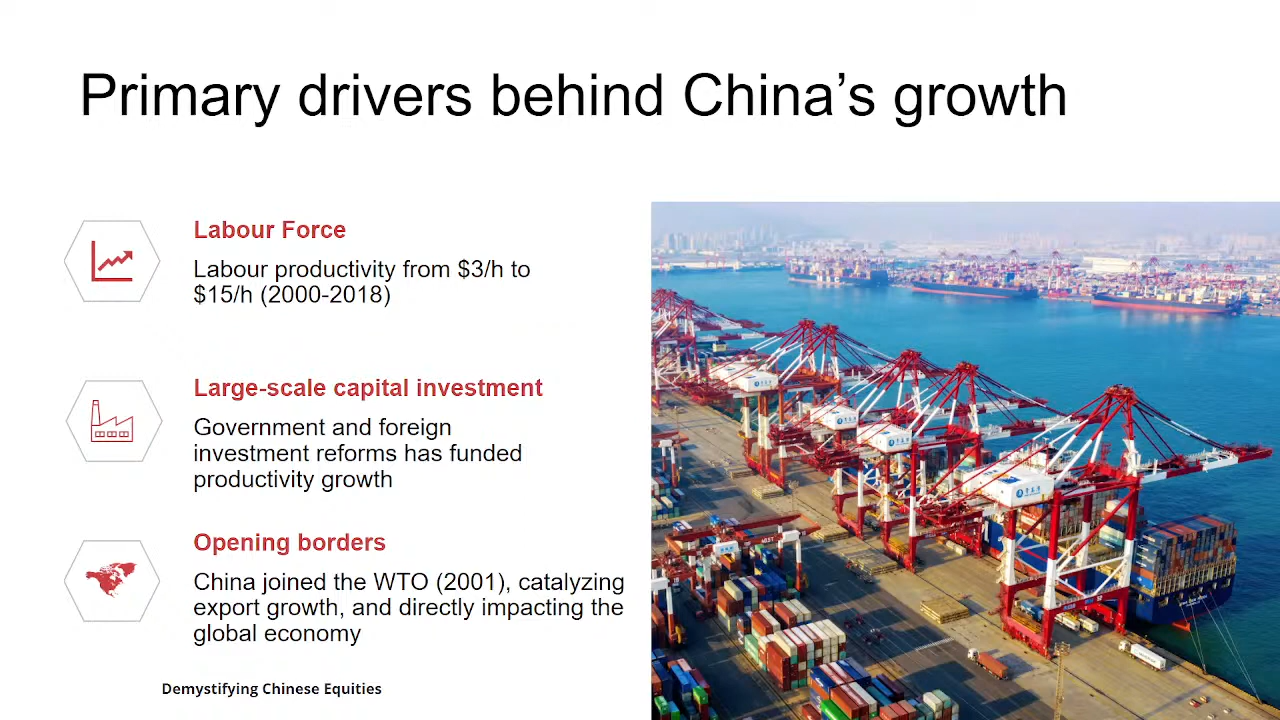 Primary drivers behind China’s growth
Labour Force
Labour productivity from $3/h to
$15/h (2000-2018)
Large-scale capital investment
Government and foreign
investment reforms has funded
productivity growth
Opening borders
China joined the WTO (2001), catalyzing
export growth, and directly impacting the
global economy
Demystifying Chinese Equities